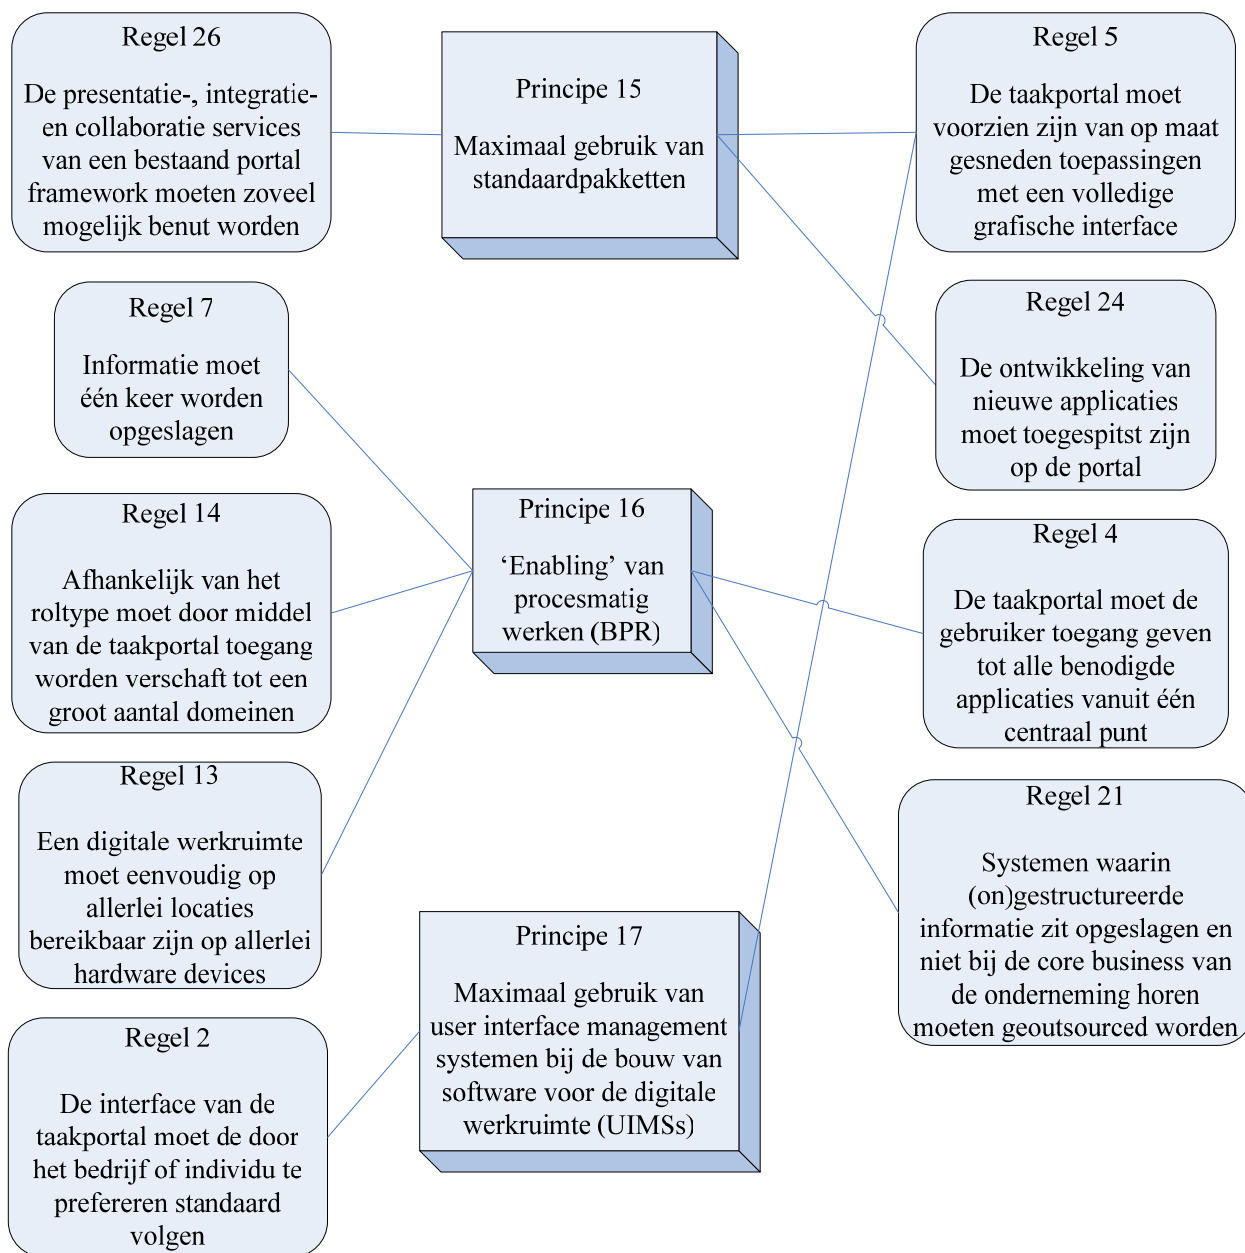 Regel 26
De presentatie-, integratie-
en collaboratie services
van een bestaand portal
framework moeten zoveel
mogelijk benut worden
Principe 15
Maximaal gebruik van
standaardpakketten
Regel 5
De taakportal moet
voorzien zijn van op maat
gesneden toepassingen
met een volledige
grafische interface
Regel 7
Informatie moet
één keer worden
opgeslagen
Regel 24
De ontwikkeling van
nieuwe applicaties
moet toegespitst zijn
op de portal
Regel 14
Afhankelijk van het
roltype moet door middel
van de taakportal toegang
worden verschaft tot een
groot aantal domeinen
Principe 16
‘Enabling’ van
procesmatig
werken (BPR)
Regel 4
De taakportal moet de
gebruiker toegang geven
tot alle benodigde
applicaties vanuit één
centraal punt
Regel 13
Een digitale werkruimte
moet eenvoudig op
allerlei locaties
bereikbaar zijn op allerlei
hardware devices
Regel 21
Systemen waarin
(on)gestructureerde
informatie zit opgeslagen en
niet bij de core business van
de onderneming horen
moeten geoutsourced worden
Principe 17
Maximaal gebruik van
user interface management
systemen bij de bouw van
software voor de digitale
werkruimte (UIMSs)
Regel 2
De interface van de
taakportal moet de door
het bedrijf of individu te
prefereren standaard
volgen